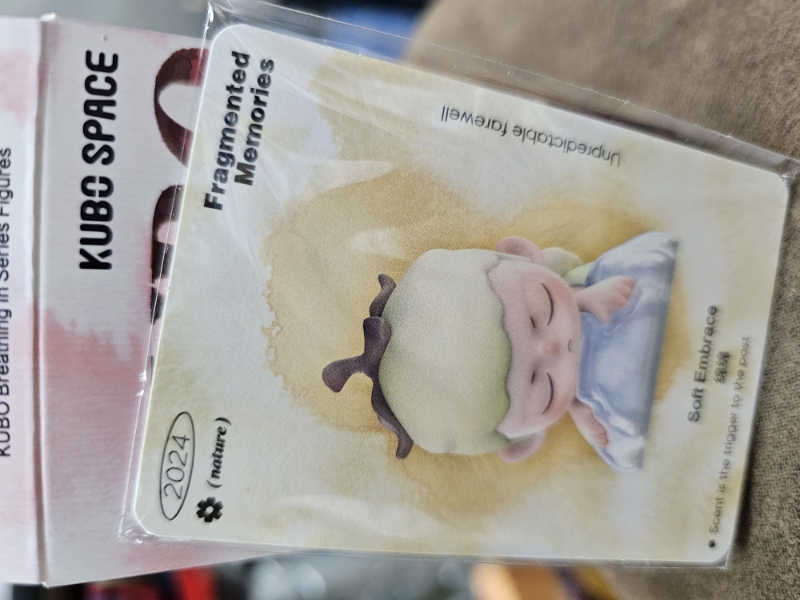 KUBO Breathing in Series Figures
KUBO SPACE
2024
(nature)
Fragmented
Memories
Unpredictable farewell
Soft Embrace
• Scent is the trigger to the past